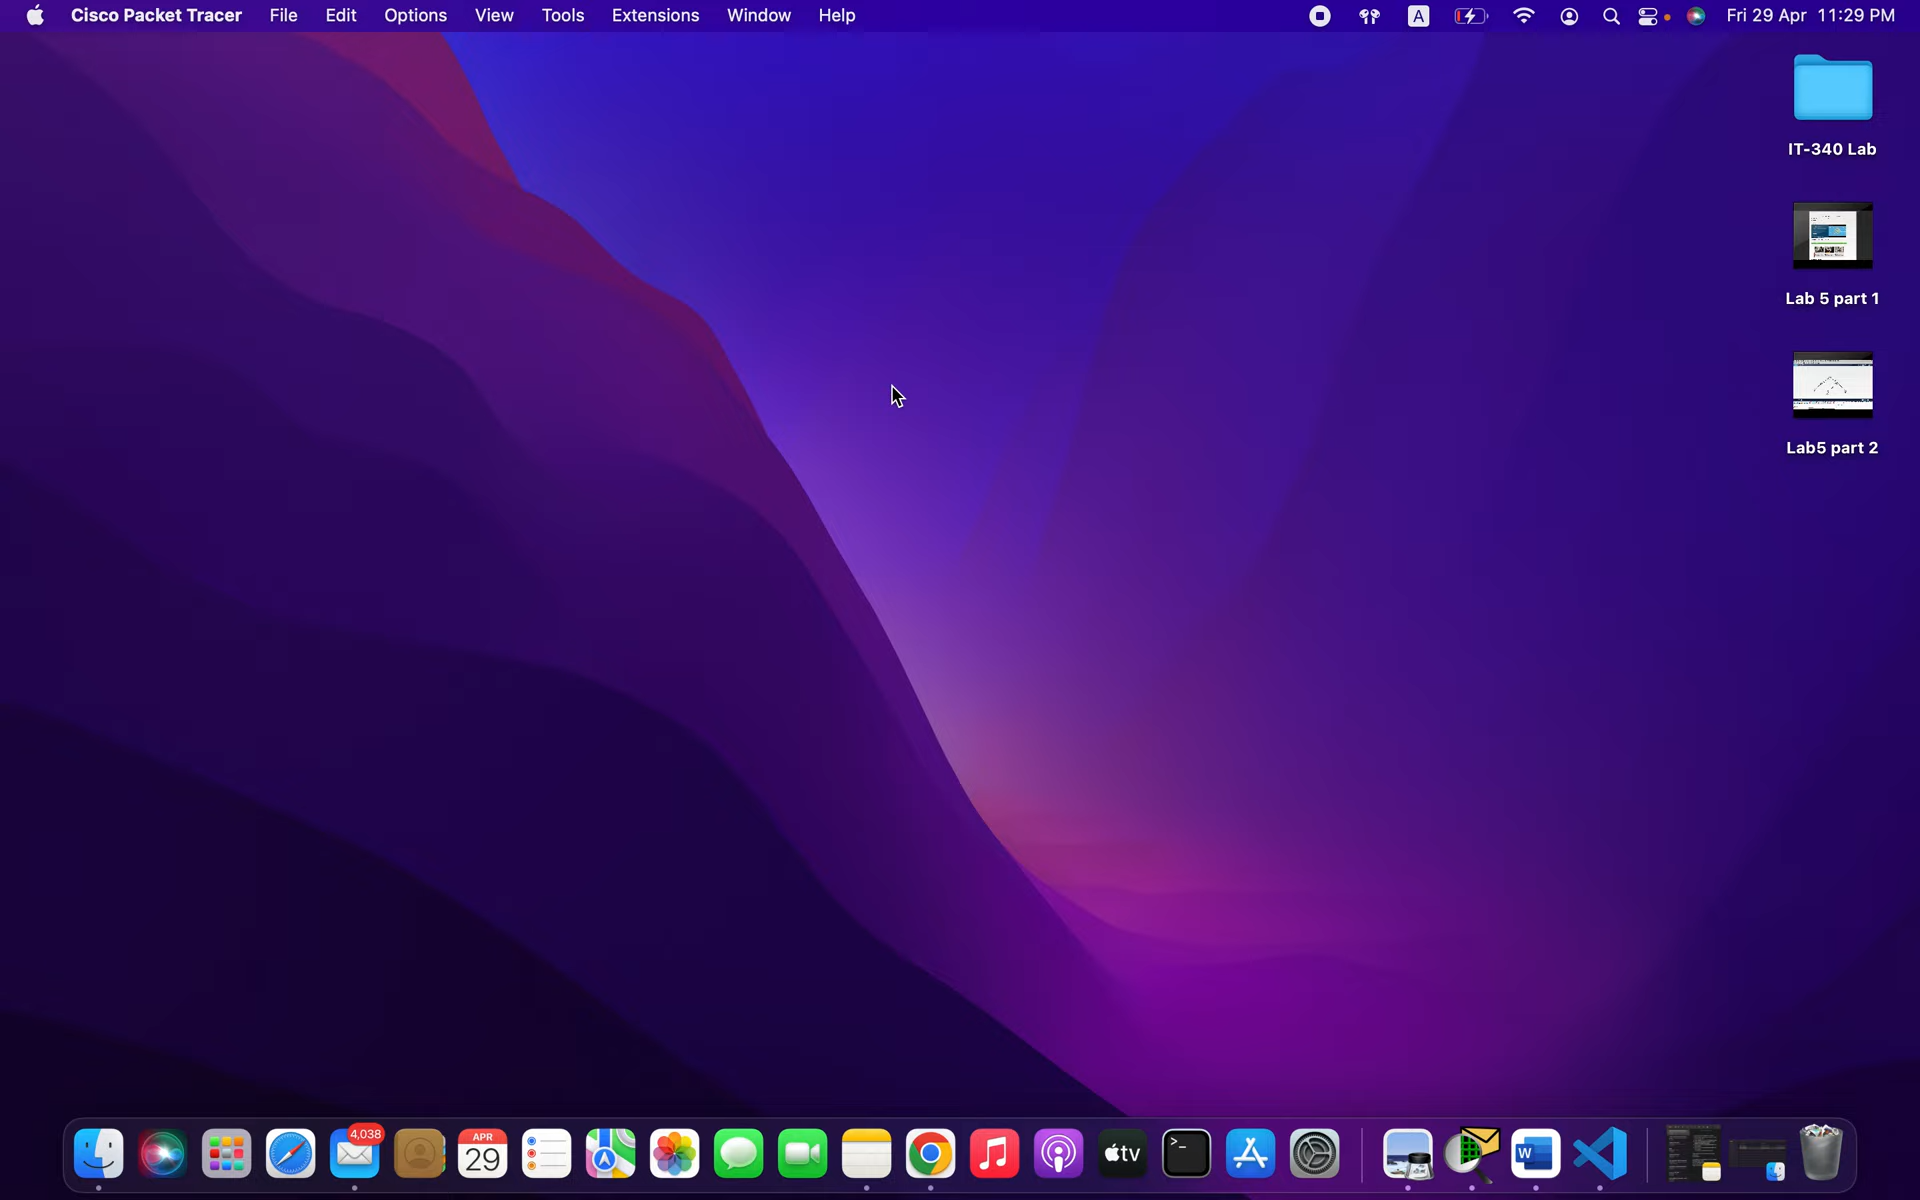 Cisco Packet Tracer File Edit Options View Tools Extensions Window Help A Fri 29 Apr 11:29 PM
IT-340 Lab
Lab 5 part 1
Lab5 part 2
4,038
APR
29
tv
>_
W